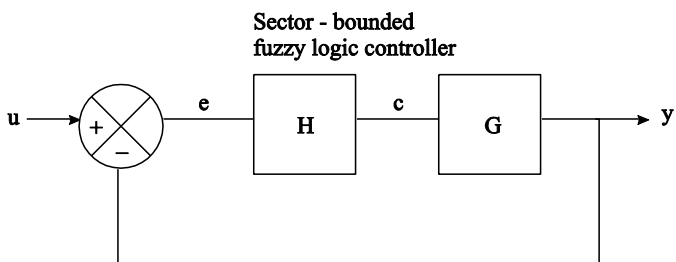 Sector - bounded
fuzzy logic controller
u
+
−
e
H
c
G
y